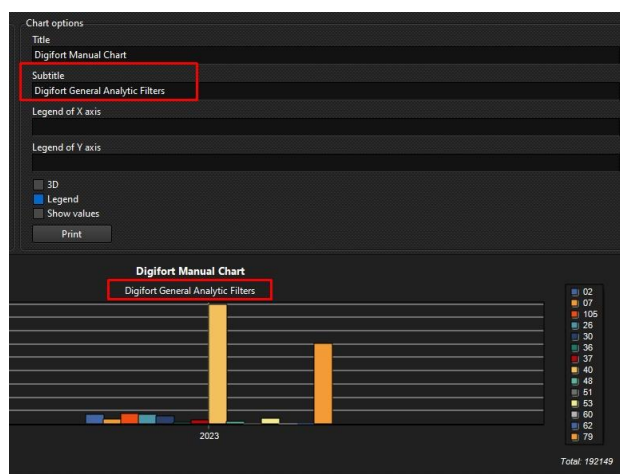 Chart options
Title
Digifort Manual Chart
Subtitle
Digifort General Analytic Filters
Legend of X axis
Legend of Y axis
3D
Legend
Show values
Print
Digifort Manual Chart
Digifort General Analytic Filters
02
07
105
26
30
36
37
40
48
51
53
60
62
79
2023
Total: 192149